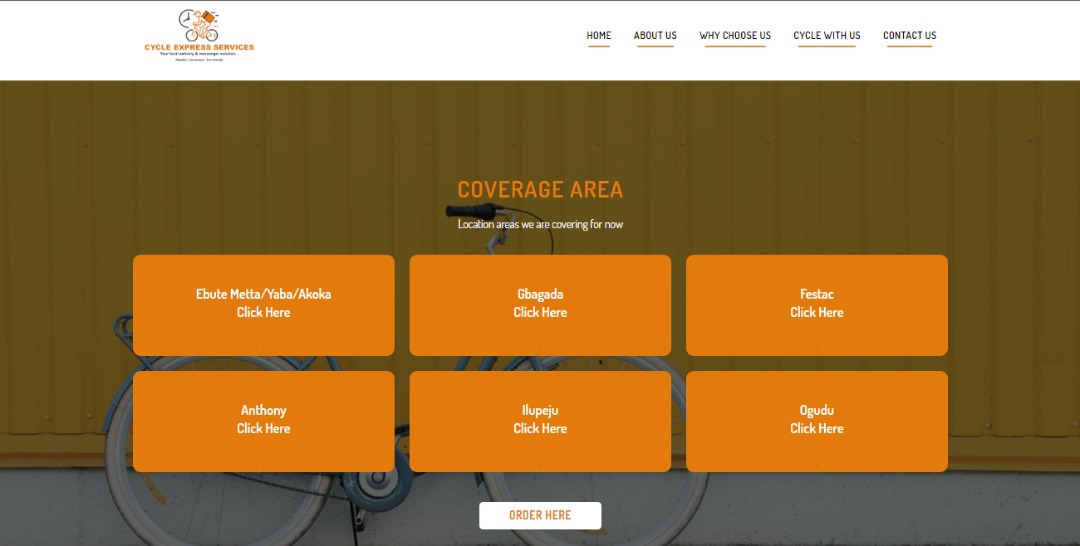 CYCLE EXPRESS SERVICES
Your local delivery & messenger solution..
HOME
ABOUT US
WHY CHOOSE US
CYCLE WITH US
CONTACT US
COVERAGE AREA
Location areas we are covering for now
Ebute Metta/Yaba/Akoka
Click Here
Gbagada
Click Here
Festac
Click Here
Anthony
Click Here
Ilupeju
Click Here
Ogudu
Click Here
ORDER HERE